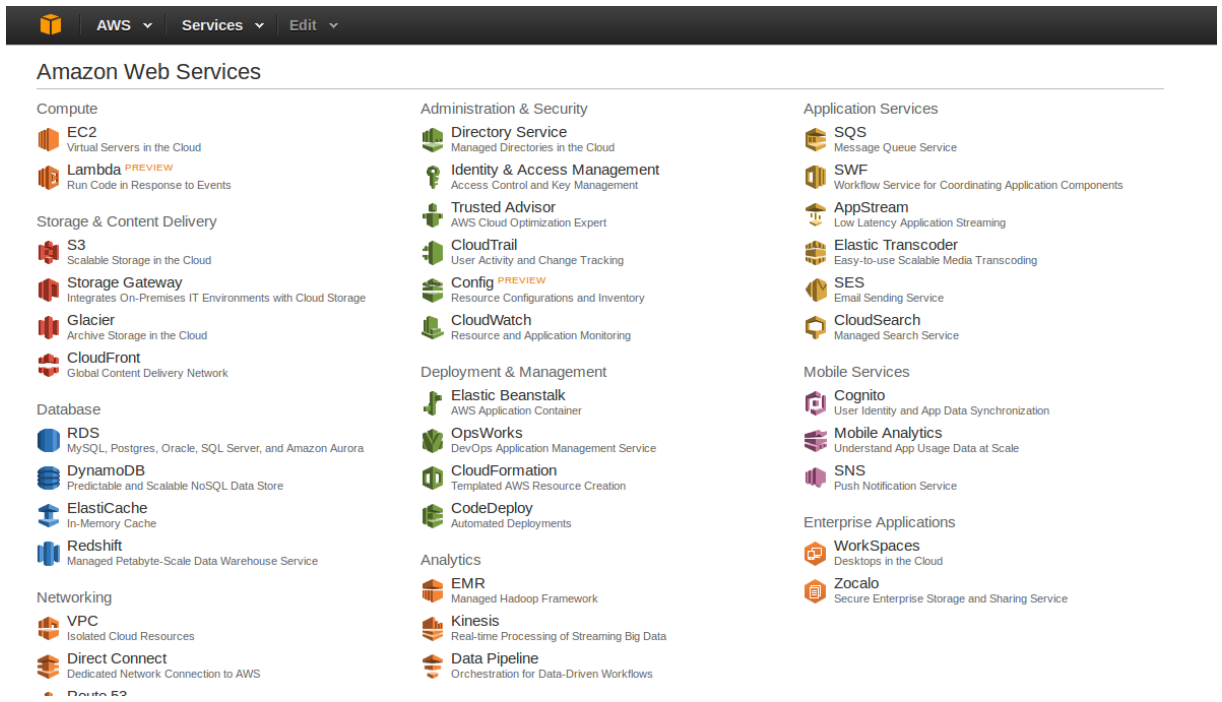 AWS Services Edit
Amazon Web Services
Compute
EC2
Virtual Servers in the Cloud
Lambda PREVIEW
Run Code in Response to Events
Storage & Content Delivery
S3
Scalable Storage in the Cloud
Storage Gateway
Integrates On-Premises IT Environments with Cloud Storage
Glacier
Archive Storage in the Cloud
CloudFront
Global Content Delivery Network
Database
RDS
MySQL, Postgres, Oracle, SQL Server, and Amazon Aurora
DynamoDB
Predictable and Scalable NoSQL Data Store
ElastiCache
In-Memory Cache
Redshift
Managed Petabyte-Scale Data Warehouse Service
Networking
VPC
Isolated Cloud Resources
Direct Connect
Dedicated Network Connection to AWS
Route 53
Administration & Security
Directory Service
Managed Directories in the Cloud
Identity & Access Management
Access Control and Key Management
Trusted Advisor
AWS Cloud Optimization Expert
CloudTrail
User Activity and Change Tracking
Config PREVIEW
Resource Configurations and Inventory
CloudWatch
Resource and Application Monitoring
Deployment & Management
Elastic Beanstalk
AWS Application Container
OpsWorks
DevOps Application Management Service
CloudFormation
Templated AWS Resource Creation
CodeDeploy
Automated Deployments
Analytics
EMR
Managed Hadoop Framework
Kinesis
Real-time Processing of Streaming Big Data
Data Pipeline
Orchestration for Data-Driven Workflows
Application Services
SQS
Message Queue Service
SWF
Workflow Service for Coordinating Application Components
AppStream
Low Latency Application Streaming
Elastic Transcoder
Easy-to-use Scalable Media Transcoding
SES
Email Sending Service
CloudSearch
Managed Search Service
Mobile Services
Cognito
User Identity and App Data Synchronization
Mobile Analytics
Understand App Usage Data at Scale
SNS
Push Notification Service
Enterprise Applications
WorkSpaces
Desktops in the Cloud
Zocalo
Secure Enterprise Storage and Sharing Service